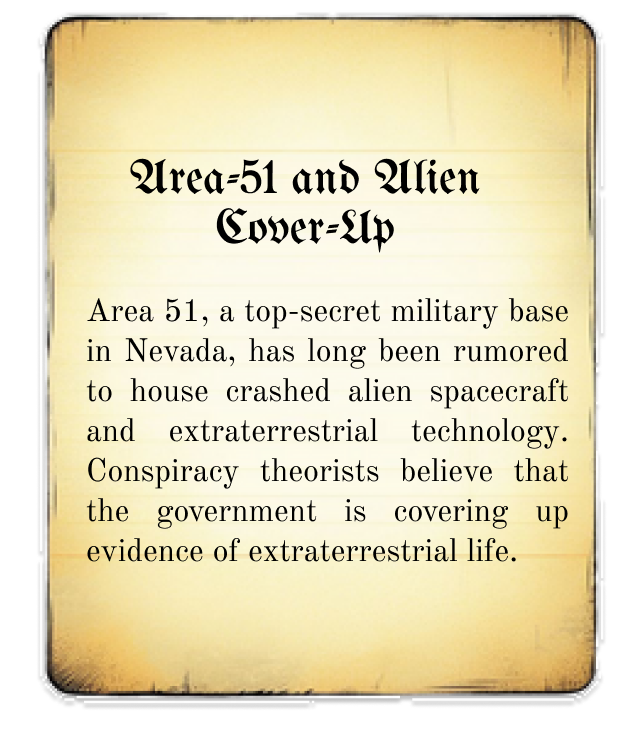 Area-51 and Alien
Cover-Up
Area 51, a top-secret military base
in Nevada, has long been rumored
to house crashed alien spacecraft
and extraterrestrial technology.
Conspiracy theorists believe that
the government is covering up
evidence of extraterrestrial life.